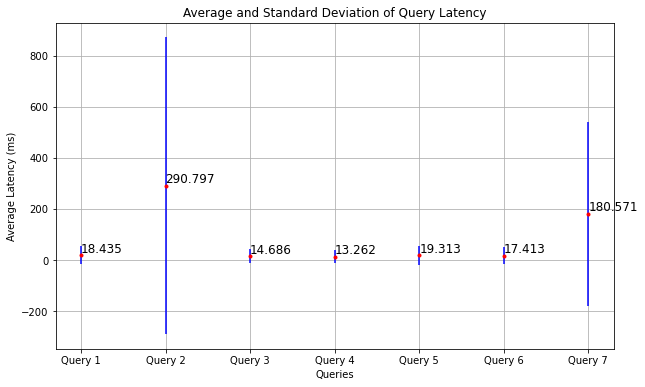 Average and Standard Deviation of Query Latency
Average Latency (ms)
800
600
400
200
0
−200
18.435
290.797
14.686
13.262
19.313
17.413
180.571
Query 1
Query 2
Query 3
Query 4
Query 5
Query 6
Query 7
Queries